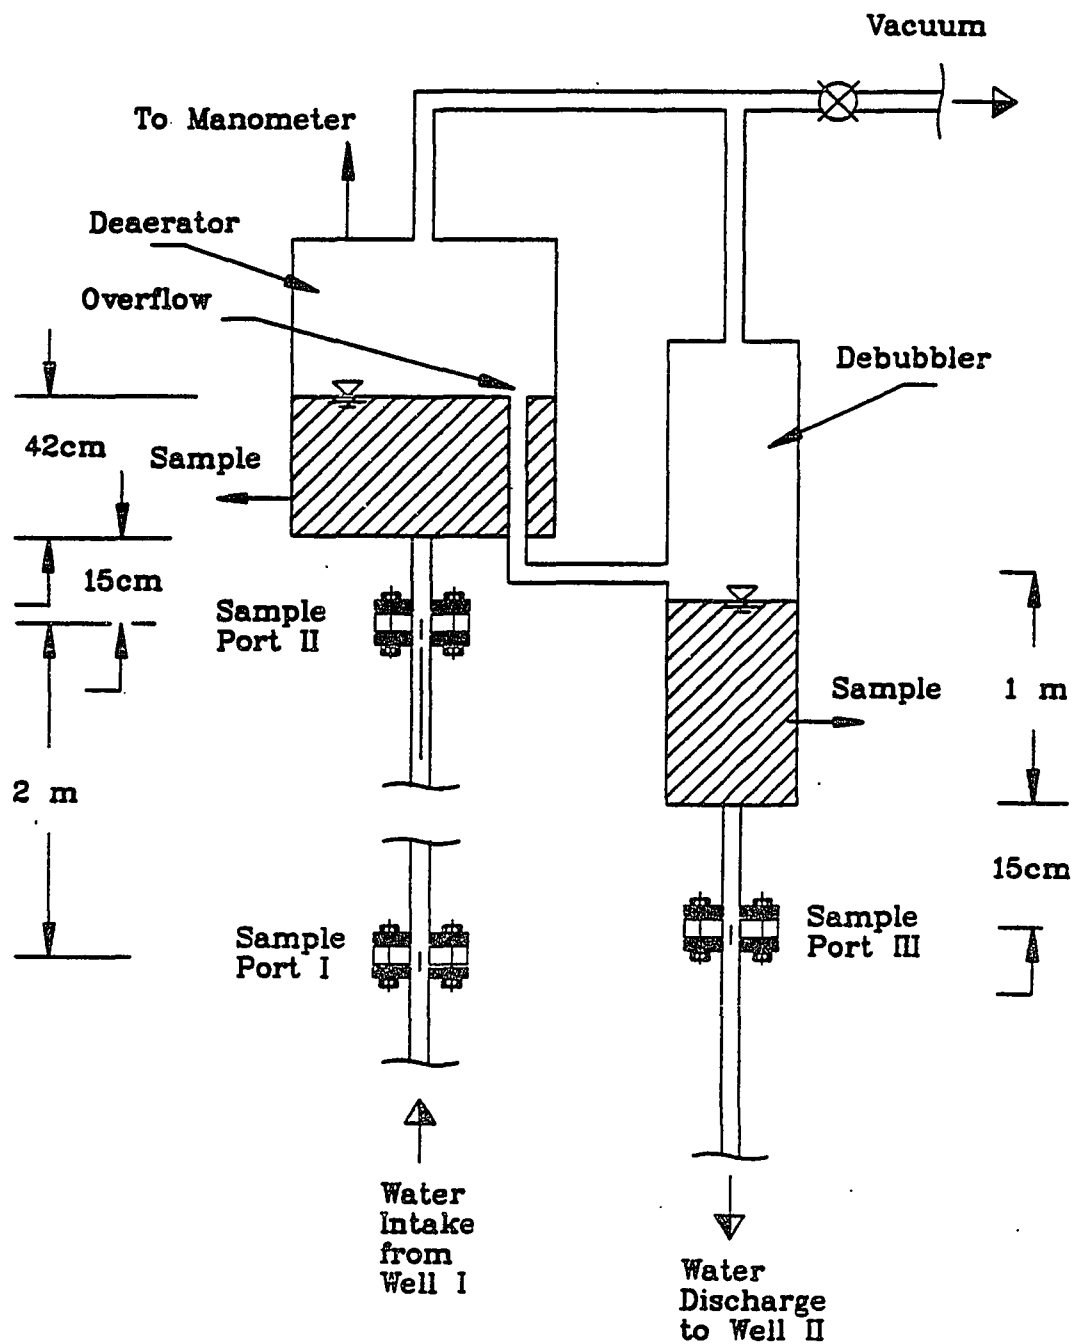 Vacuum
To Manometer
Deaerator
Overflow
Debubbler
42cm
Sample
15cm
Sample
Port II
Sample
1 m
2 m
15cm
Sample
Port III
Sample
Port I
Water
Intake
from
Well I
Water
Discharge
to Well II